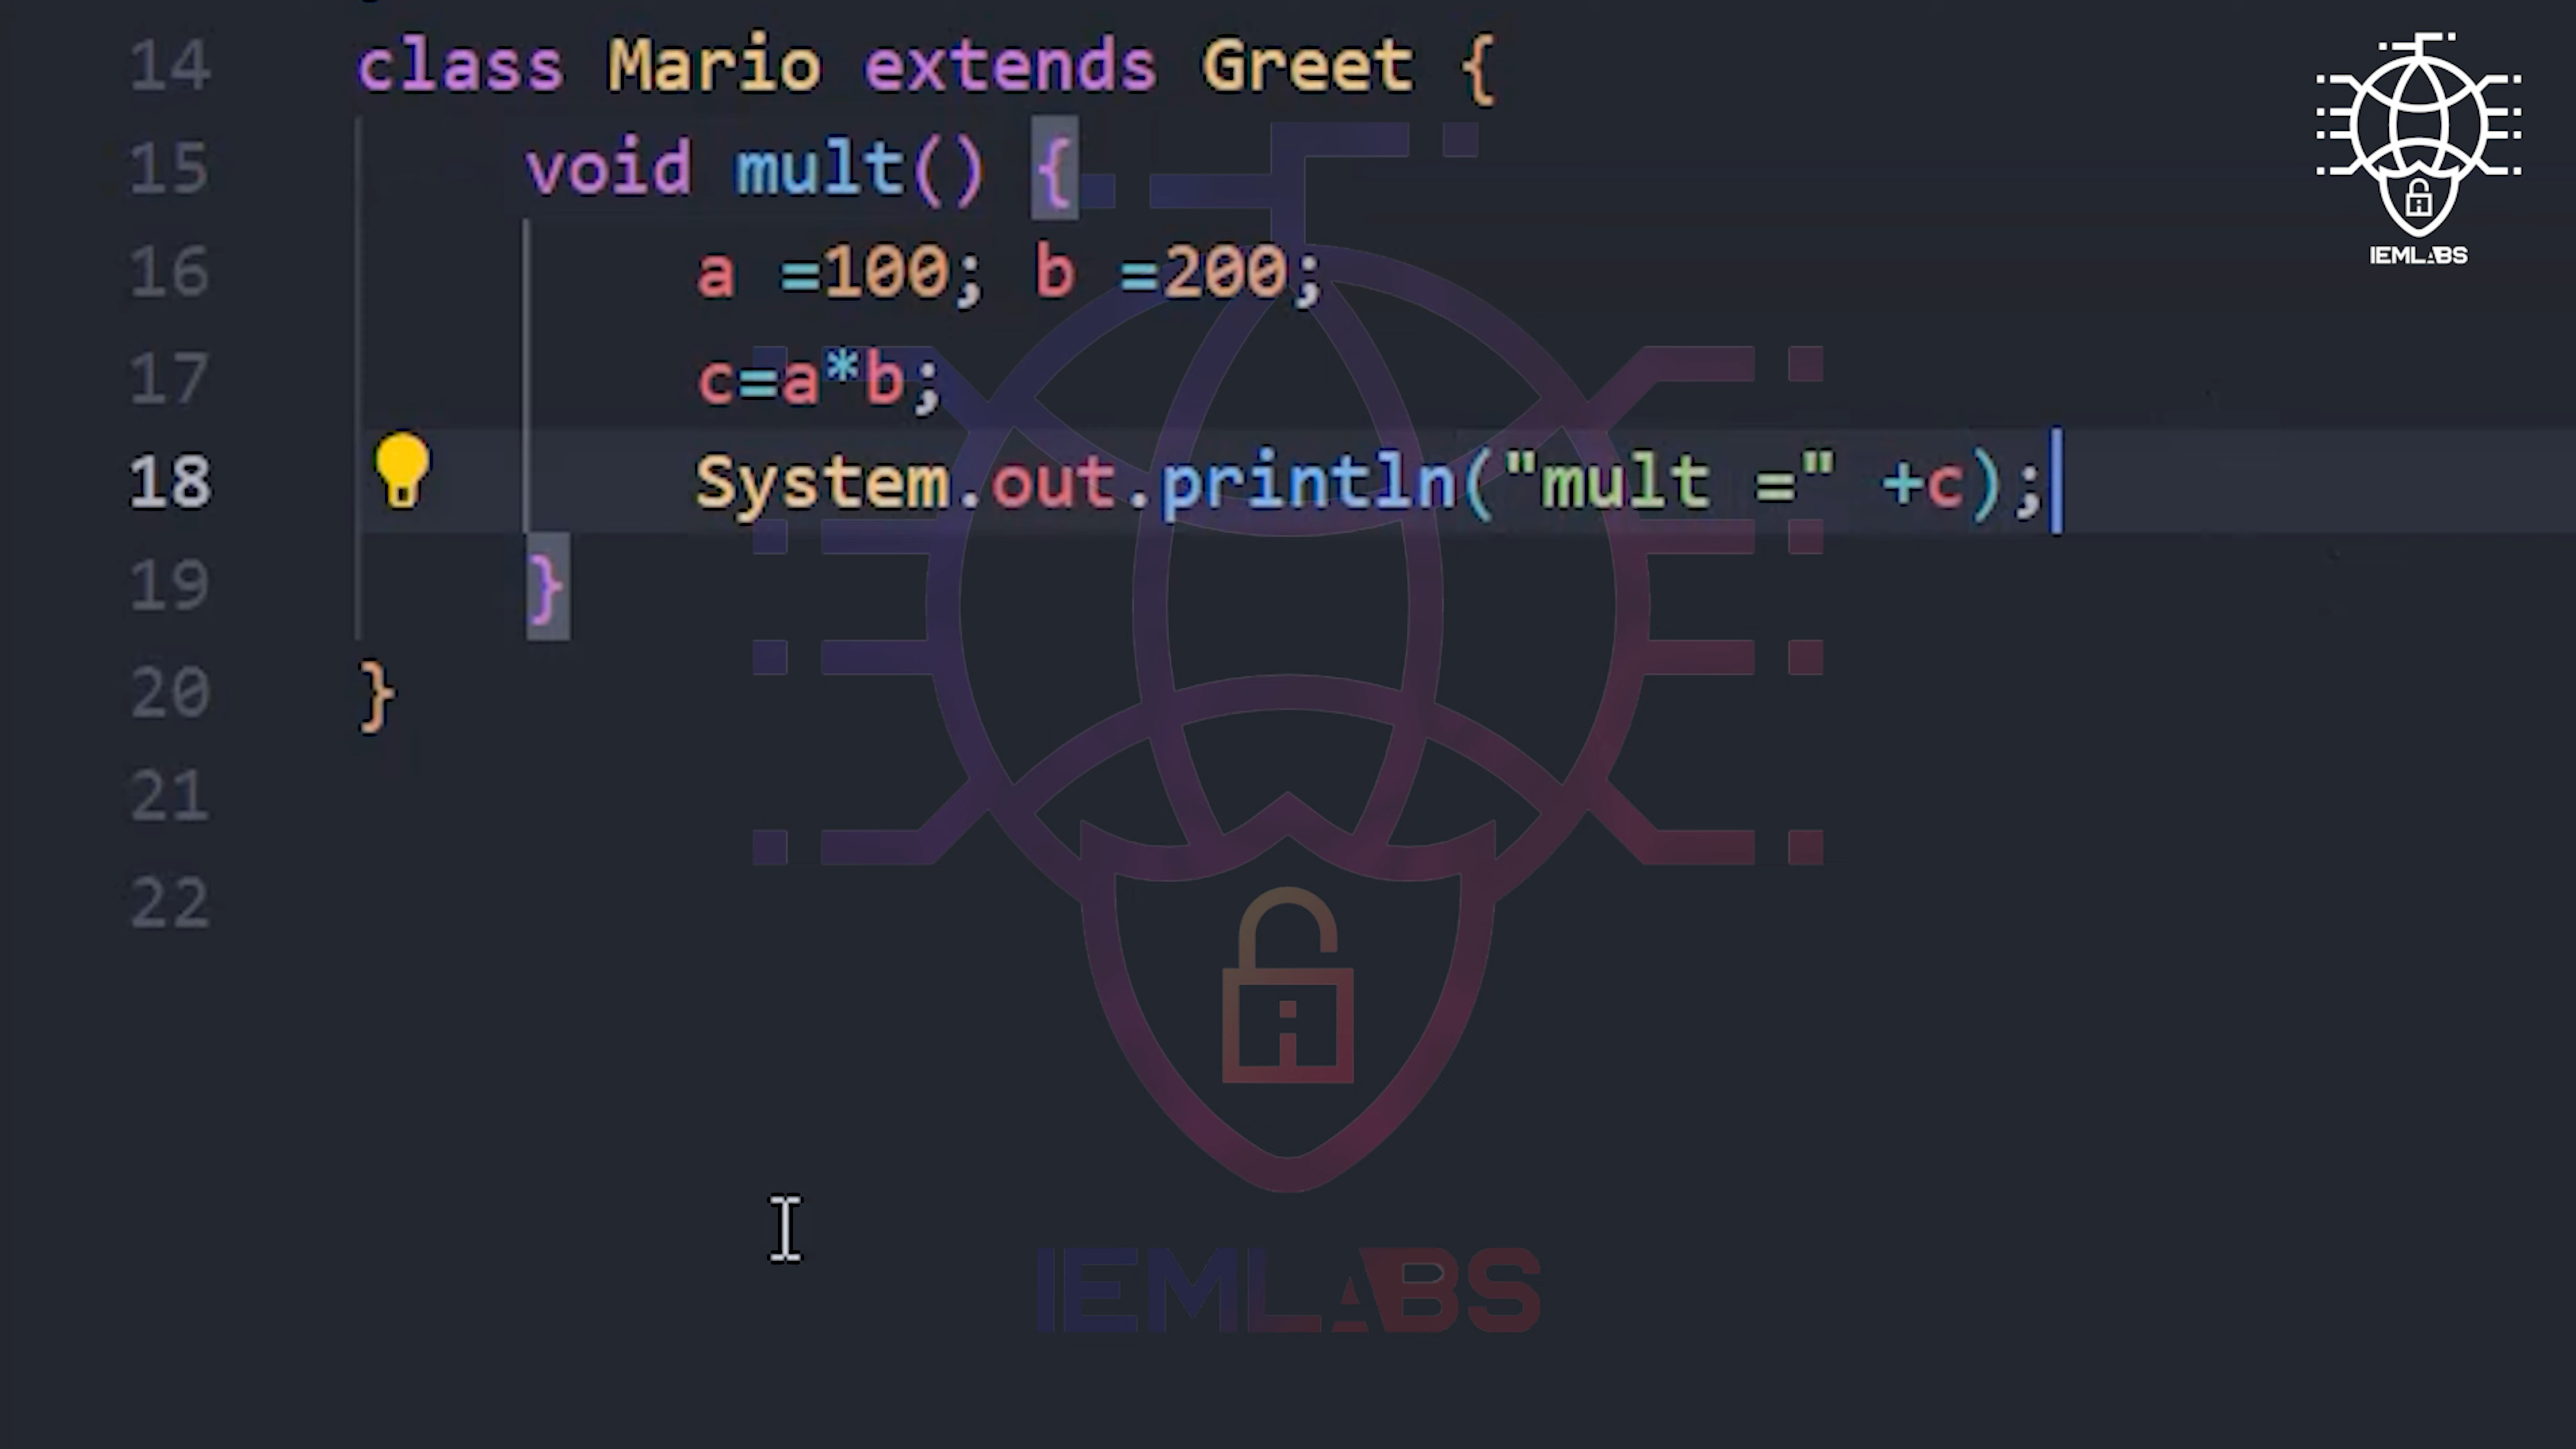 14 class Mario extends Greet {
15 void mult() {
16 a =100; b =200;
17 c=a*b;
18 System.out.println("mult =" +c);
19 }
20 }
21
22
IEMLABS
IEMLABS